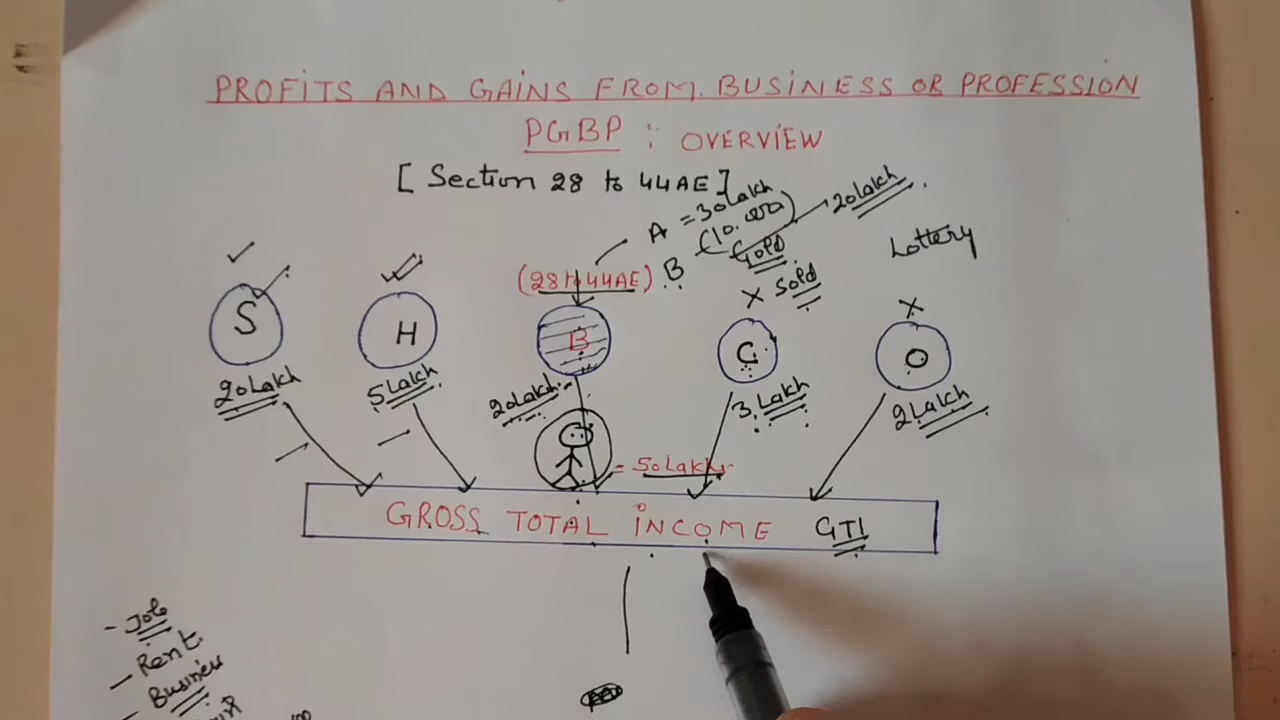 PROFITS AND GAINS FROM BUSINESS OR PROFESSION
PGBP : OVERVIEW
[ Section 28 to 44AE ]
A = 30 Lakh
20 Lakh
Gold
Lottery
(28 to 44AE)
B
Sold
S
H
B
C
O
20 Lakh
5 Lakh
20 Lakh
3 Lakh
2 Lakh
= 50 Lakh
GROSS TOTAL INCOME GTI
- Job
- Rent
- Business